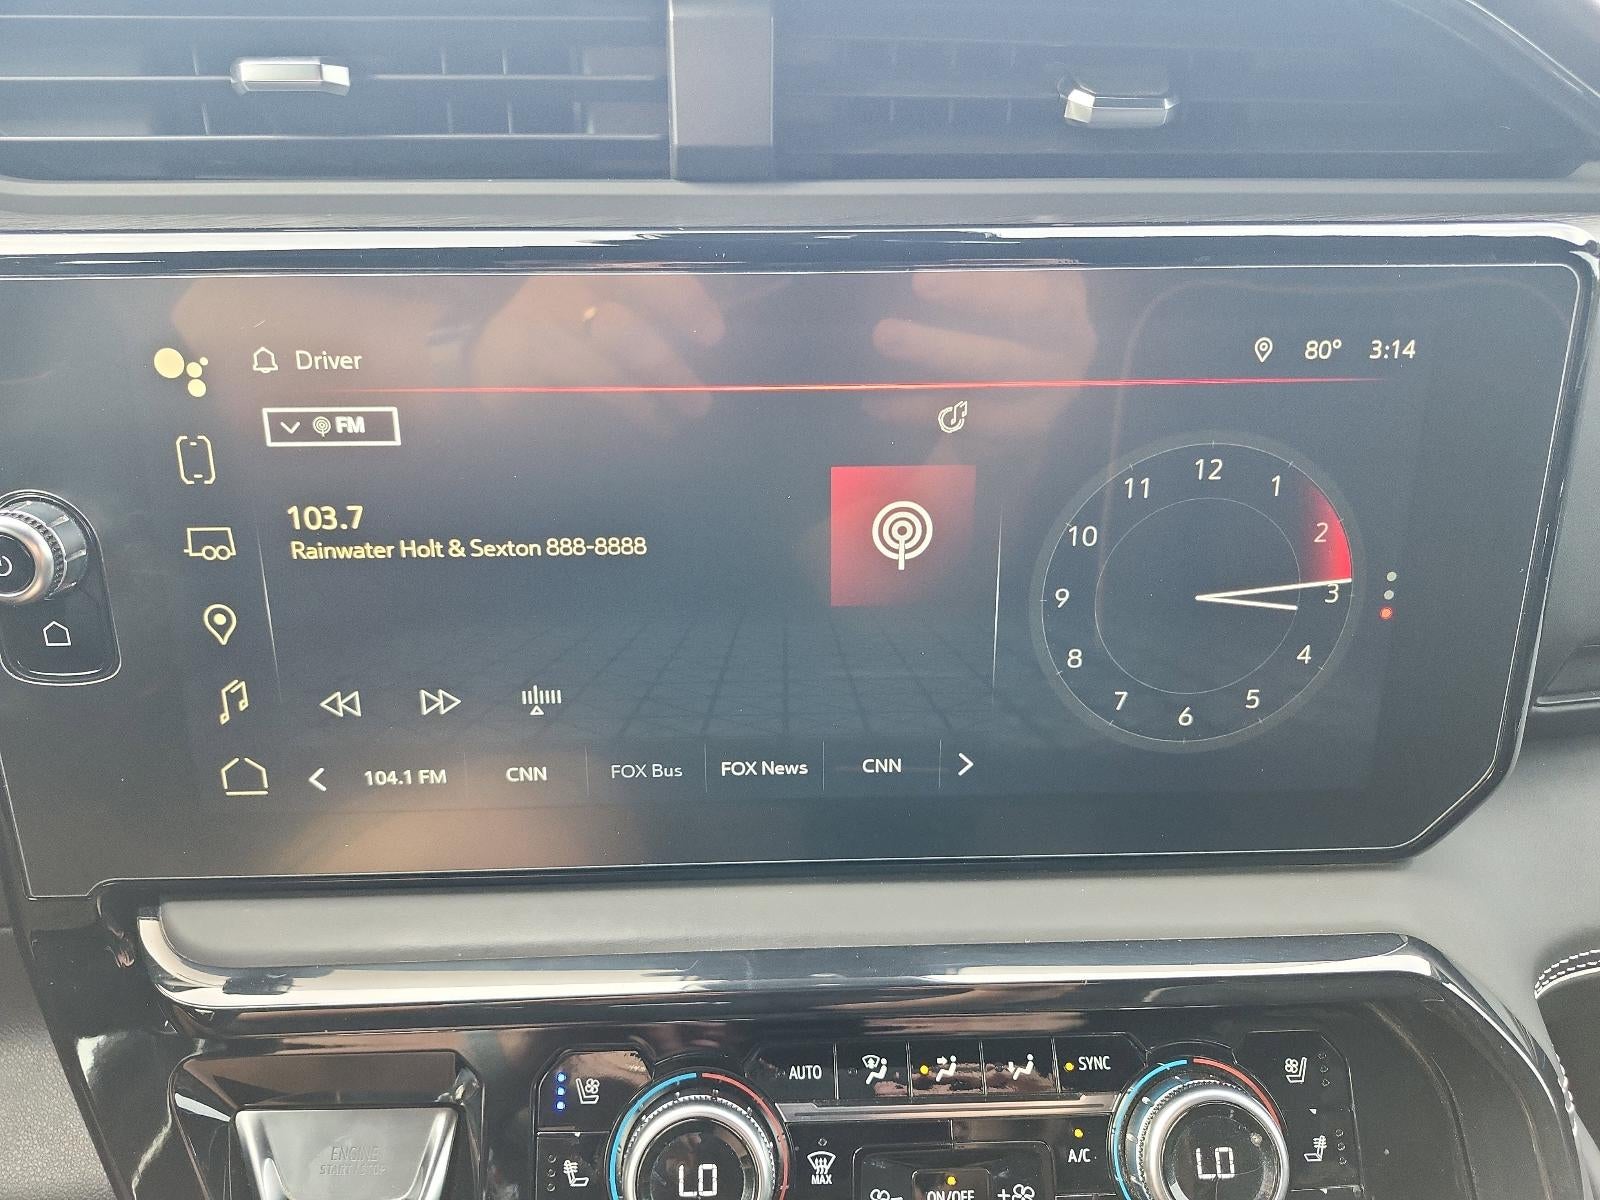 Driver
80° 3:14
FM
103.7
Rainwater Holt & Sexton 888-8888
12
1
2
3
4
5
6
7
8
9
10
11
104.1 FM CNN FOX Bus FOX News CNN
AUTO SYNC
A/C
LO LO
MAX
ON/OFF
ENGINE
START/STOP